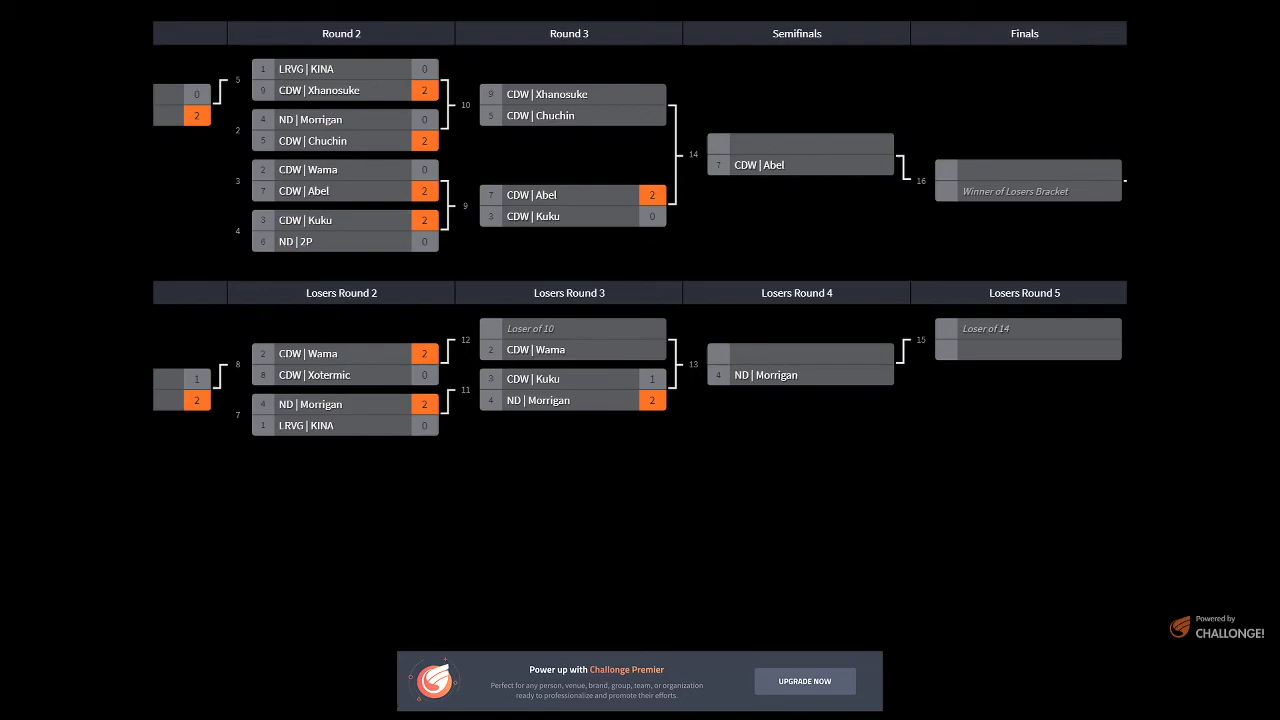 Round 2
Round 3
Semifinals
Finals
0
2
5
1 LRVG | KINA 0
9 CDW | Xhanosuke 2
2
4 ND | Morrigan 0
5 CDW | Chuchin 2
3
2 CDW | Wama 0
7 CDW | Abel 2
4
3 CDW | Kuku 2
6 ND | 2P 0
10
9 CDW | Xhanosuke
5 CDW | Chuchin
9
7 CDW | Abel 2
3 CDW | Kuku 0
14
7 CDW | Abel
16
Winner of Losers Bracket
Losers Round 2
Losers Round 3
Losers Round 4
Losers Round 5
1
2
8
2 CDW | Wama 2
8 CDW | Xotermic 0
7
4 ND | Morrigan 2
1 LRVG | KINA 0
12
Loser of 10
2 CDW | Wama
11
3 CDW | Kuku 1
4 ND | Morrigan 2
13
4 ND | Morrigan
15
Loser of 14
Powered by
CHALLONGE!
Power up with Challonge Premier
Perfect for any person, venue, brand, group, team, or organization
ready to professionalize and promote their efforts.
UPGRADE NOW